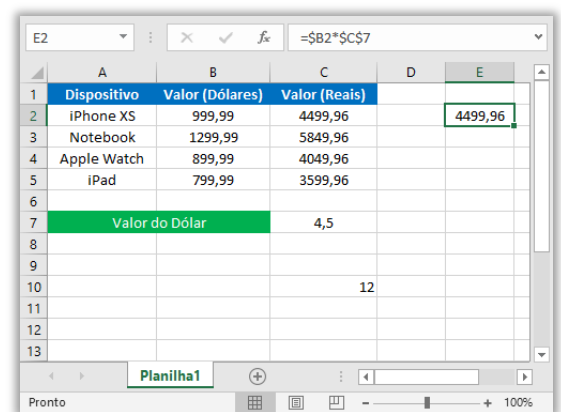 E2 fx =$B2*$C$7
A B C D E
1 Dispositivo Valor (Dólares) Valor (Reais)
2 iPhone XS 999,99 4499,96 4499,96
3 Notebook 1299,99 5849,96
4 Apple Watch 899,99 4049,96
5 iPad 799,99 3599,96
6
7 Valor do Dólar 4,5
8
9
10 12
11
12
13
Planilha1
Pronto 100%